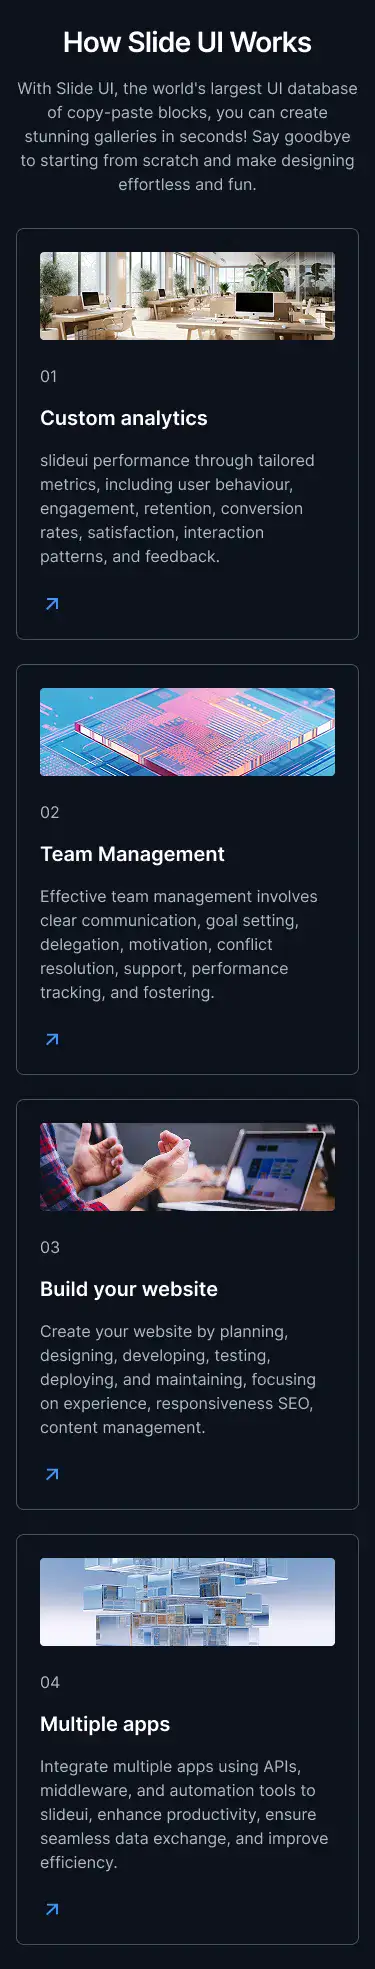 How Slide UI Works
With Slide UI, the world's largest UI database
of copy-paste blocks, you can create
stunning galleries in seconds! Say goodbye
to starting from scratch and make designing
effortless and fun.
01
Custom analytics
slideui performance through tailored
metrics, including user behaviour,
engagement, retention, conversion
rates, satisfaction, interaction
patterns, and feedback.
02
Team Management
Effective team management involves
clear communication, goal setting,
delegation, motivation, conflict
resolution, support, performance
tracking, and fostering.
03
Build your website
Create your website by planning,
designing, developing, testing,
deploying, and maintaining, focusing
on experience, responsiveness SEO,
content management.
04
Multiple apps
Integrate multiple apps using APIs,
middleware, and automation tools to
slideui, enhance productivity, ensure
seamless data exchange, and improve
efficiency.